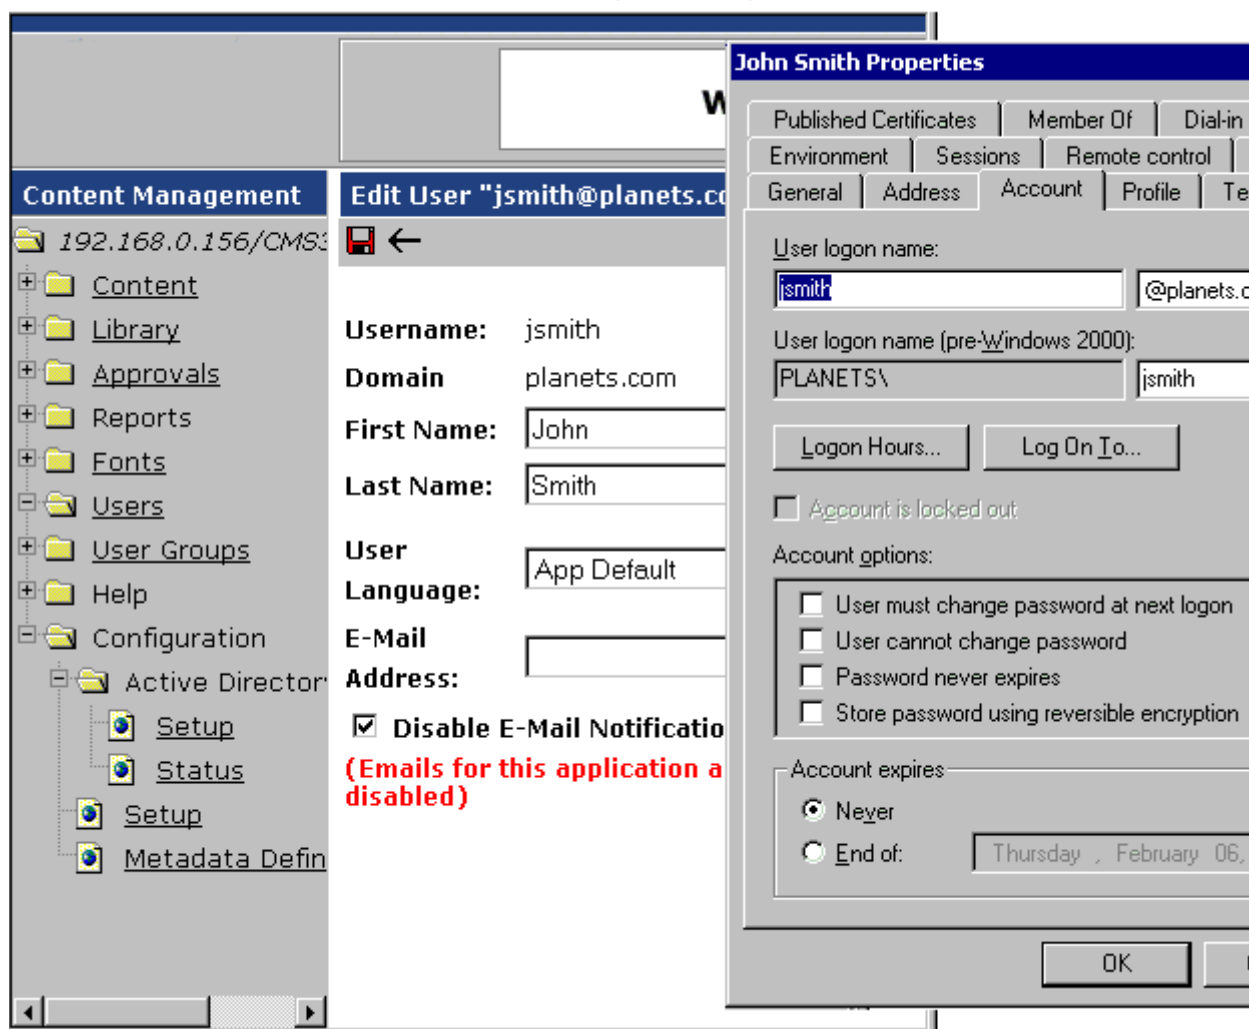 W
Content Management
192.168.0.156/CMS3
Content
Library
Approvals
Reports
Fonts
Users
User Groups
Help
Configuration
Active Director
Setup
Status
Setup
Metadata Defin
Edit User "jsmith@planets.co
Username: jsmith
Domain planets.com
First Name: John
Last Name: Smith
User
Language: App Default
E-Mail
Address:
Disable E-Mail Notificatio
(Emails for this application a
disabled)
John Smith Properties
Published Certificates Member Of Dial-in
Environment Sessions Remote control
General Address Account Profile Te
User logon name:
jsmith @planets.c
User logon name (pre-Windows 2000):
PLANETS\ jsmith
Logon Hours... Log On To...
Account is locked out
Account options:
User must change password at next logon
User cannot change password
Password never expires
Store password using reversible encryption
Account expires
Never
End of: Thursday , February 06,
OK